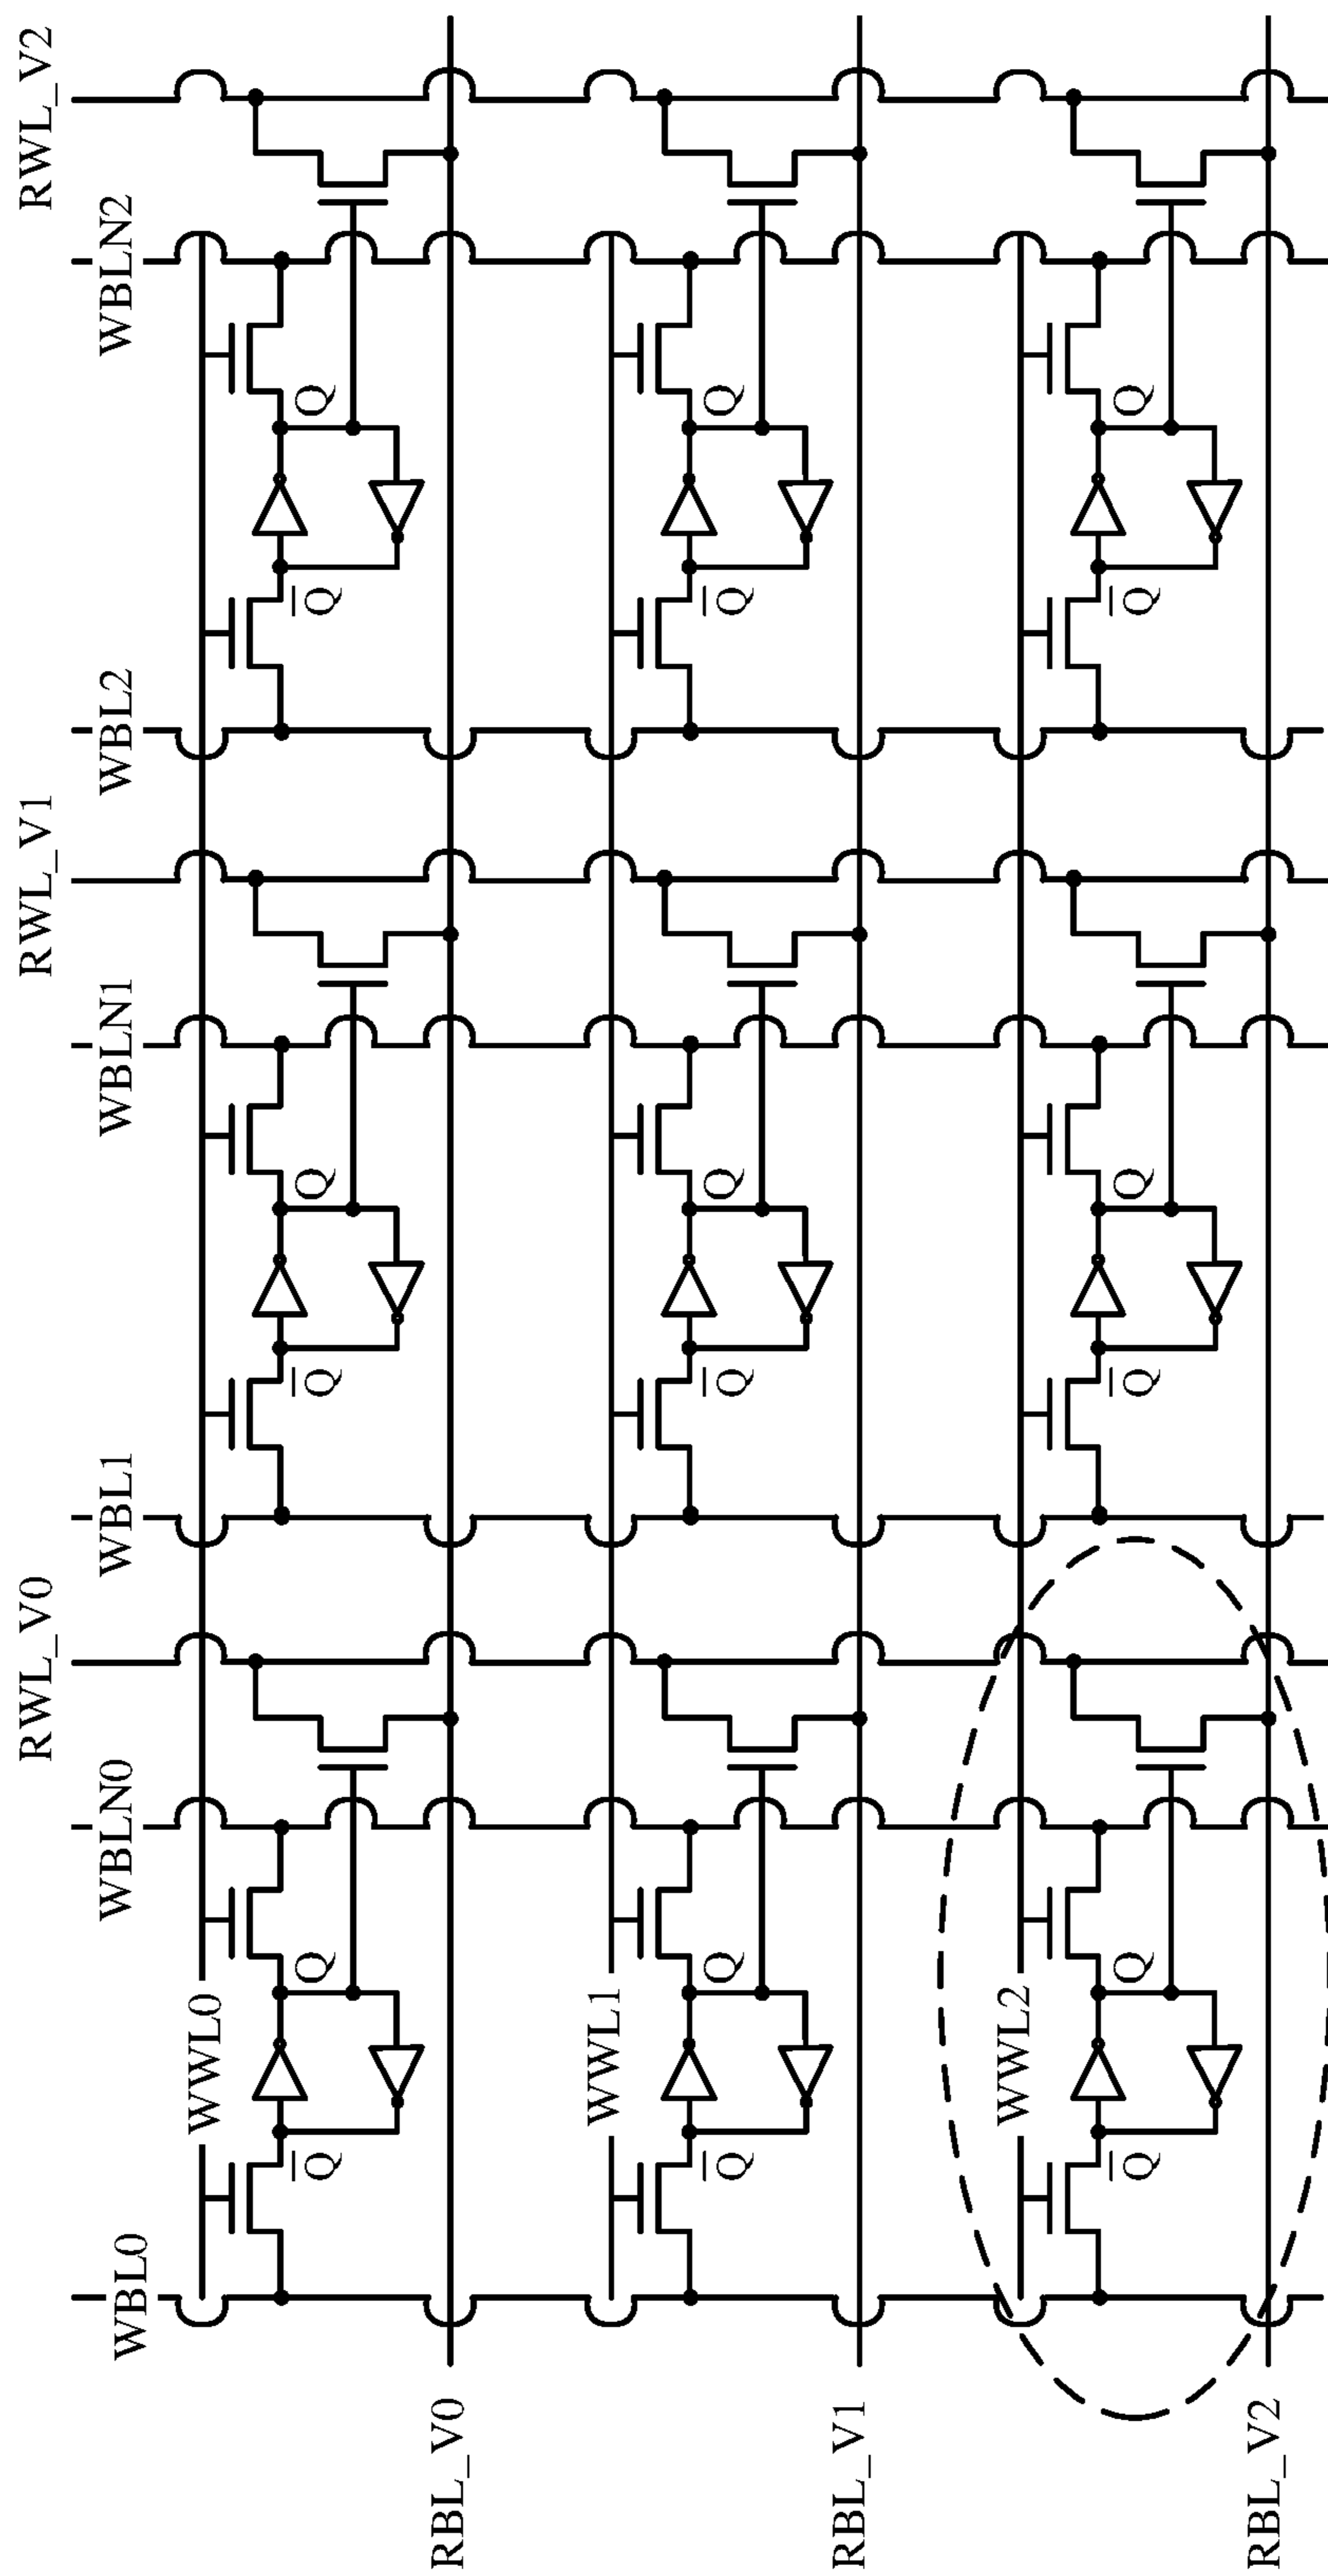 RWL_V0 RWL_V1 RWL_V2
WBL0 WBLN0 WBL1 WBLN1 WBL2 WBLN2
WWL0
Q̅ Q Q̅ Q Q̅ Q
RBL_V0
WWL1
Q̅ Q Q̅ Q Q̅ Q
RBL_V1
WWL2
Q̅ Q Q̅ Q Q̅ Q
RBL_V2